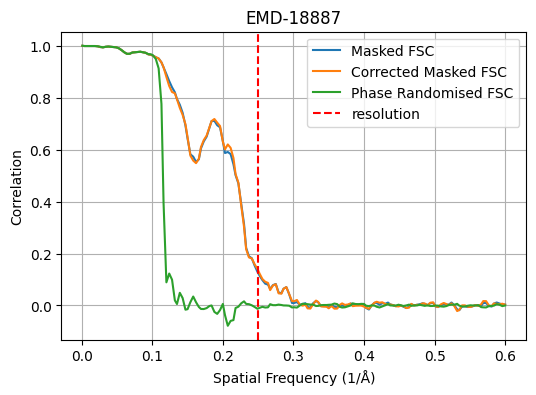 EMD-18887
Masked FSC
Corrected Masked FSC
Phase Randomised FSC
resolution
Correlation
1.0
0.8
0.6
0.4
0.2
0.0
0.0 0.1 0.2 0.3 0.4 0.5 0.6
Spatial Frequency (1/Å)